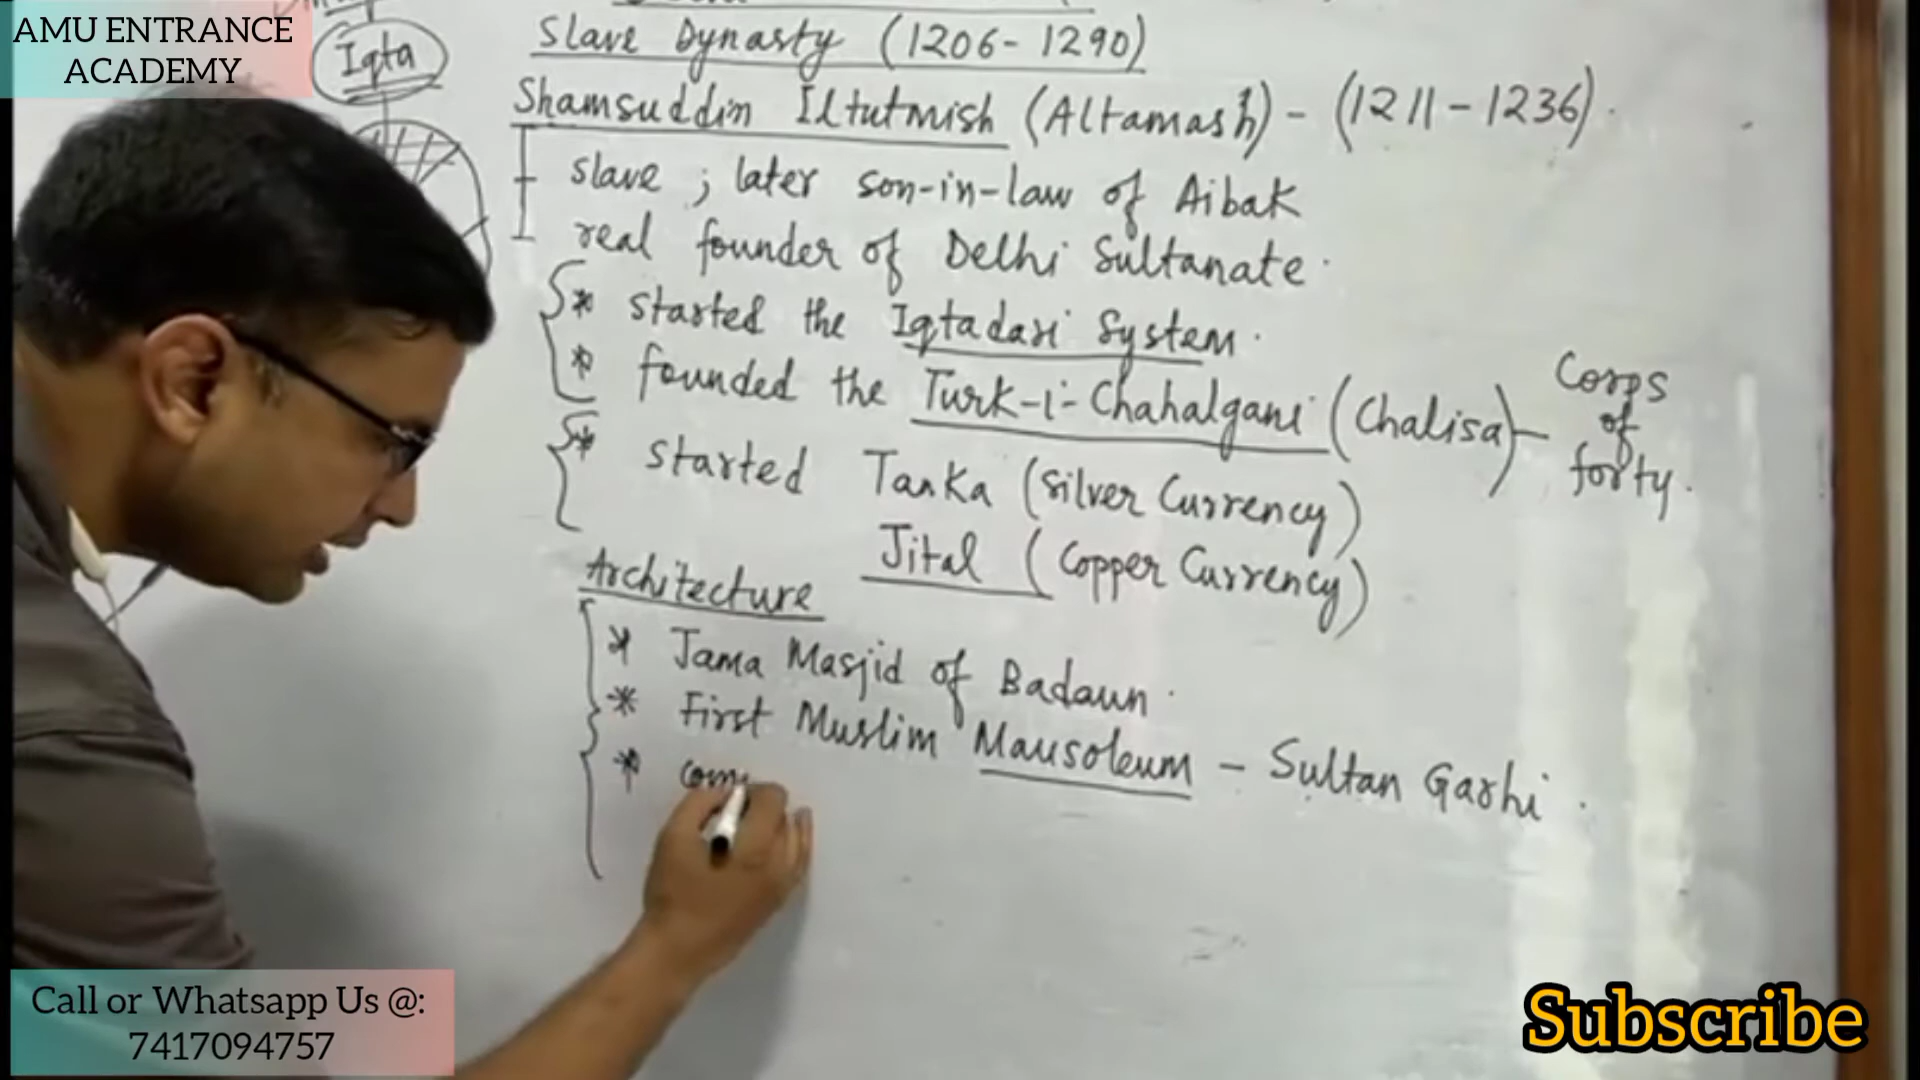 AMU ENTRANCE
ACADEMY
Iqta
Slave Dynasty (1206-1290)
Shamsuddin Iltutmish (Altamash) - (1211-1236).
slave ; later son-in-law of Aibak
real founder of Delhi Sultanate.
* started the Iqtadari System.
* founded the Turk-i-Chahalgani (Chalisa) - Corps of forty.
* started Tanka (Silver Currency)
Jital (Copper Currency)
Architecture
* Jama Masjid of Badaun.
* First Muslim Mausoleum - Sultan Garhi.
* com
Call or Whatsapp Us @:
7417094757
Subscribe